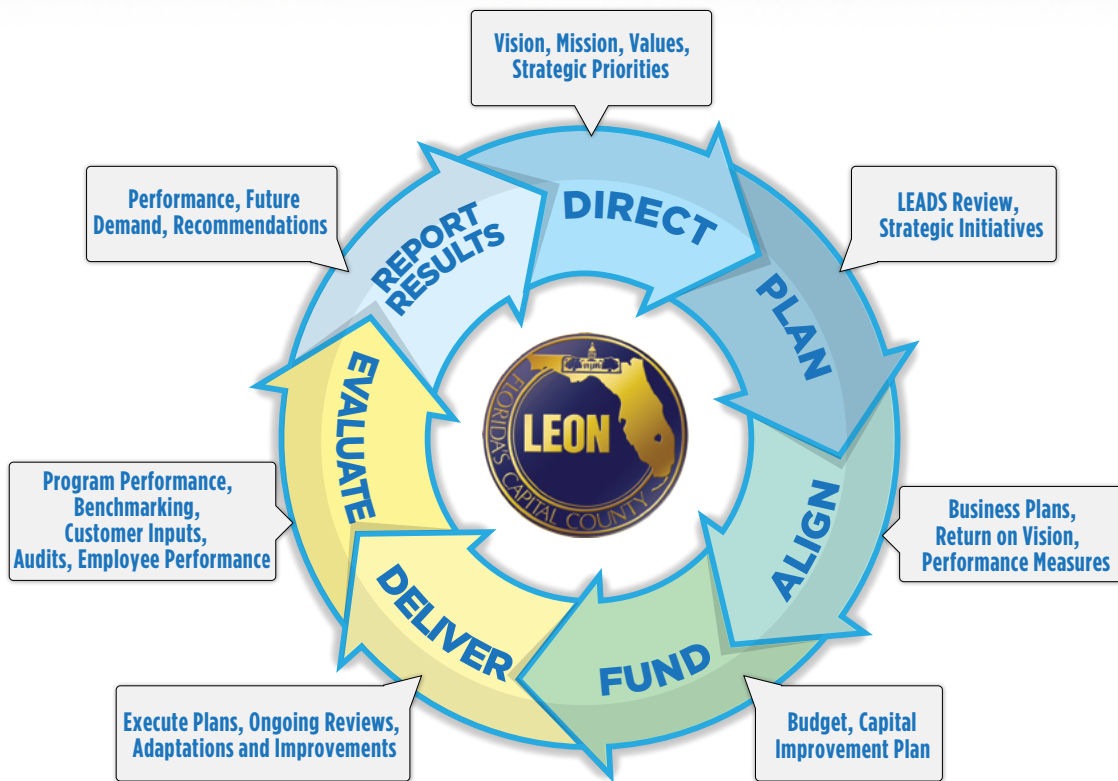 Vision, Mission, Values,
Strategic Priorities
DIRECT
LEADS Review,
Strategic Initiatives
PLAN
Business Plans,
Return on Vision,
Performance Measures
ALIGN
Budget, Capital
Improvement Plan
FUND
Execute Plans, Ongoing Reviews,
Adaptations and Improvements
DELIVER
Program Performance,
Benchmarking,
Customer Inputs,
Audits, Employee Performance
EVALUATE
Performance, Future
Demand, Recommendations
REPORT
RESULTS
LEON
FLORIDA'S CAPITAL COUNTY